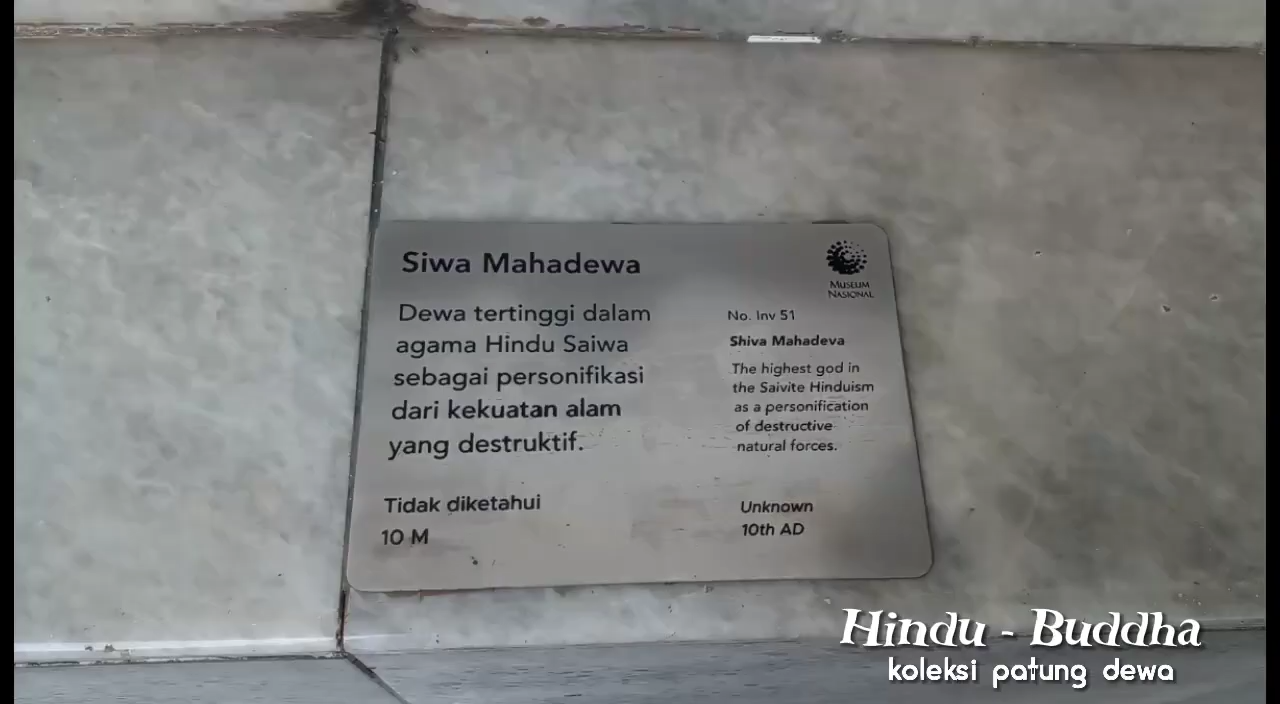 Siwa Mahadewa
Dewa tertinggi dalam
agama Hindu Saiwa
sebagai personifikasi
dari kekuatan alam
yang destruktif.
Tidak diketahui
10 M
MUSEUM
NASIONAL
No. Inv 51
Shiva Mahadeva
The highest god in
the Saivite Hinduism
as a personification
of destructive
natural forces.
Unknown
10th AD
Hindu - Buddha
koleksi patung dewa